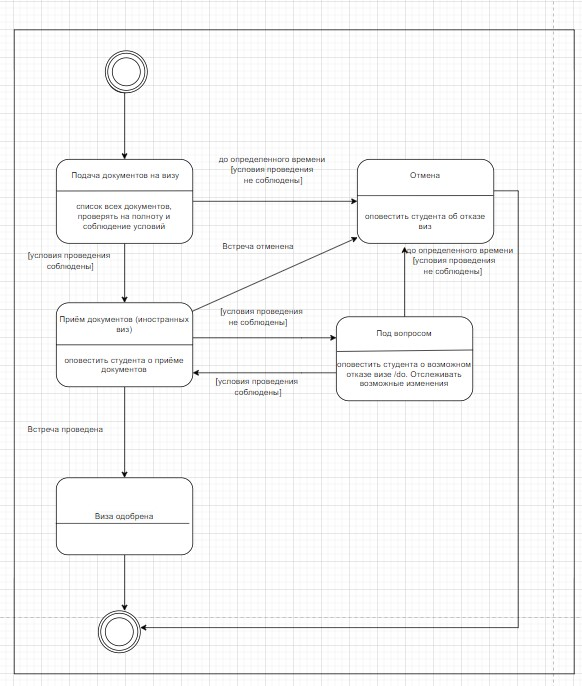 Подача документов на визу
список всех документов,
проверять на полноту и
соблюдение условий
до определенного времени
[условия проведения
не соблюдены]
Отмена
оповестить студента об отказе
виз
[условия проведения
соблюдены]
Встреча отменена
до определенного времени
[условия проведения
не соблюдены]
Приём документов (иностранных
виз)
оповестить студента о приёме
документов
[условия проведения
не соблюдены]
[условия проведения
соблюдены]
Под вопросом
оповестить студента о возможном
отказе визе /do. Отслеживать
возможные изменения
Встреча проведена
Виза одобрена